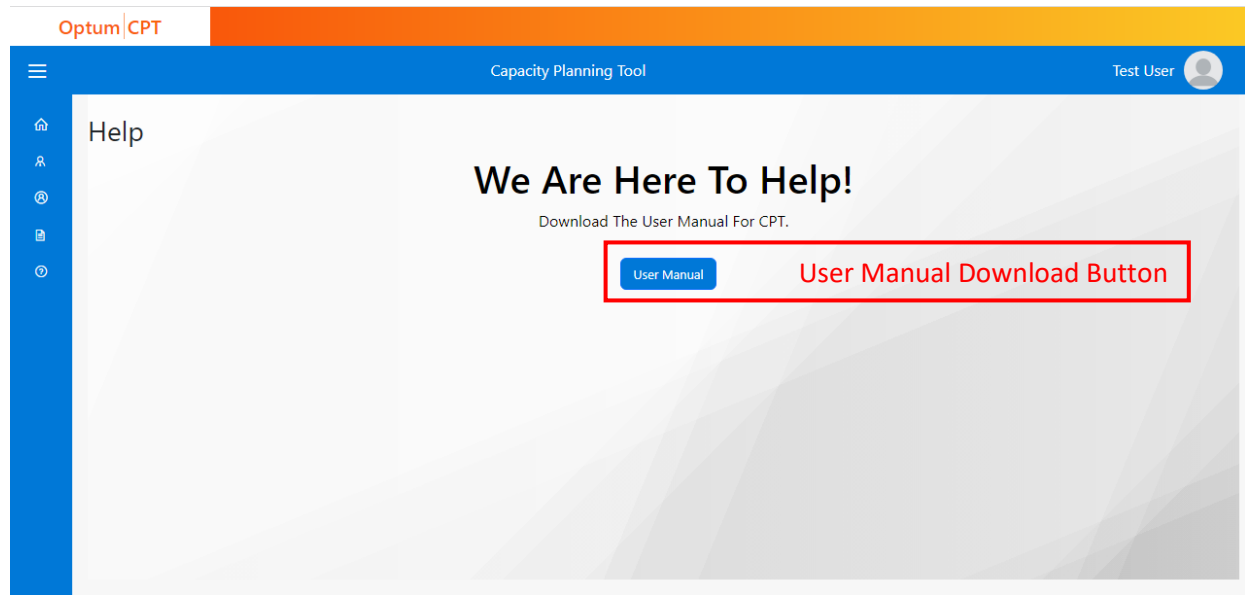 Optum CPT
Capacity Planning Tool
Test User
Help
We Are Here To Help!
Download The User Manual For CPT.
User Manual
User Manual Download Button